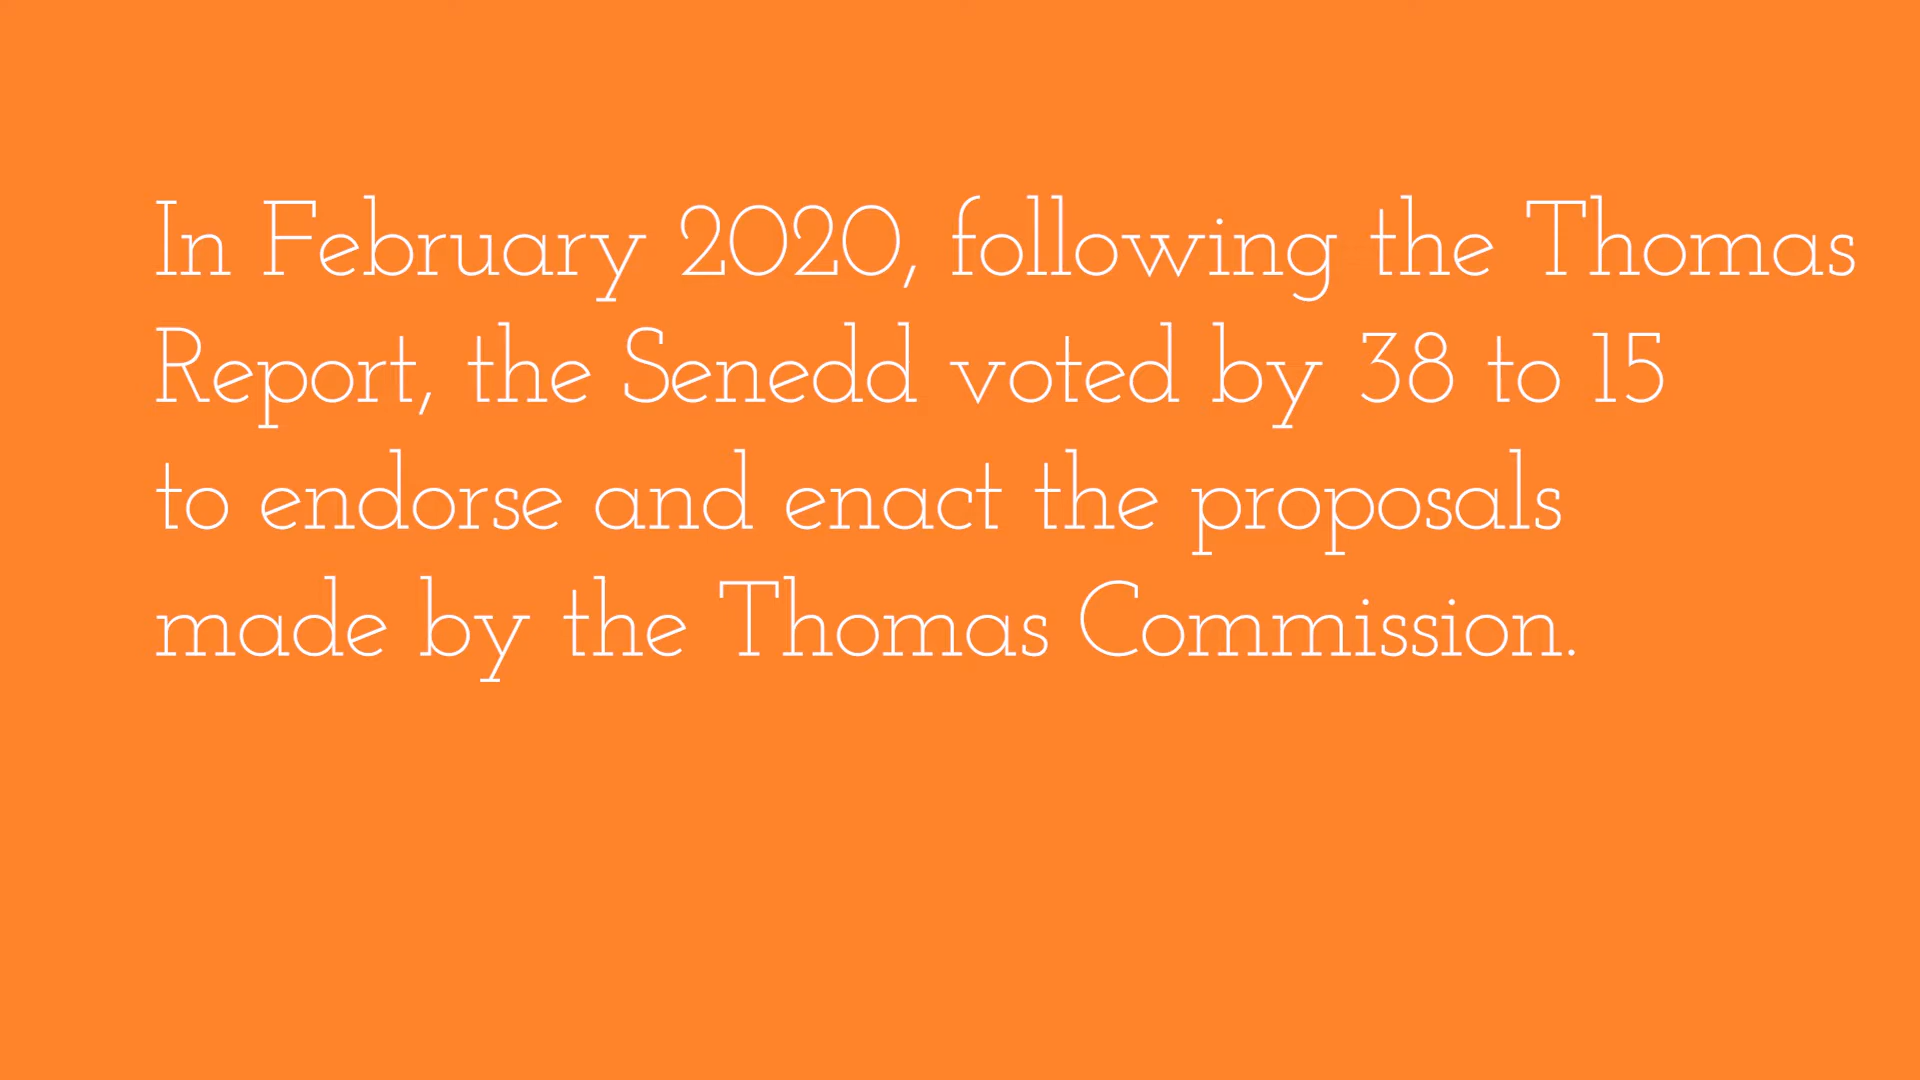 In February 2020, following the Thomas
Report, the Senedd voted by 38 to 15
to endorse and enact the proposals
made by the Thomas Commission.